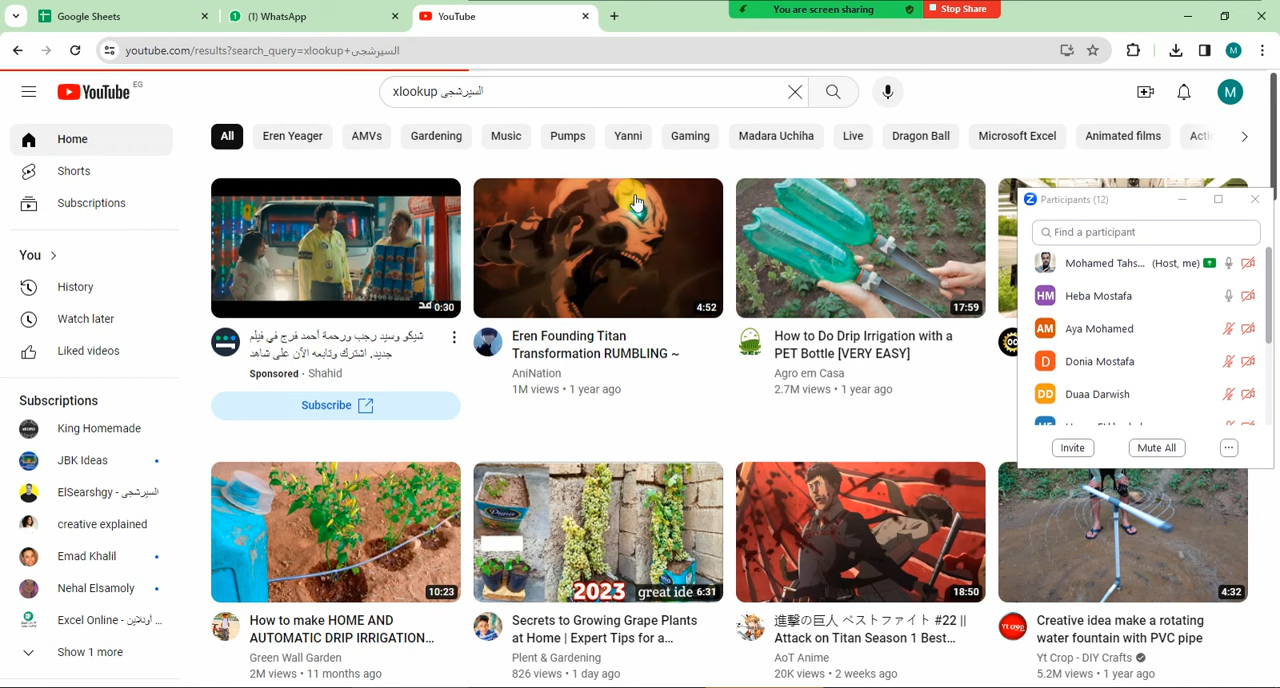 Google Sheets
(1) WhatsApp
YouTube
You are screen sharing
Stop Share
youtube.com/results?search_query=xlookup+السيرشجى
M
YouTube EG
xlookup السيرشجى
M
Home
Shorts
Subscriptions
You
History
Watch later
Liked videos
Subscriptions
King Homemade
JBK Ideas
ElSearshgy - السيرشجى
creative explained
Emad Khalil
Nehal Elsamoly
Excel Online - أونلاين ...
Show 1 more
All
Eren Yeager
AMVs
Gardening
Music
Pumps
Yanni
Gaming
Madara Uchiha
Live
Dragon Ball
Microsoft Excel
Animated films
0:30
شيكو وسيد رجب ورحمة أحمد فرج في فيلم
جديد. اشترك وتابعه الآن على شاهد
Sponsored · Shahid
Subscribe
4:52
Eren Founding Titan
Transformation RUMBLING ~
AniNation
1M views • 1 year ago
17:59
How to Do Drip Irrigation with a
PET Bottle [VERY EASY]
Agro em Casa
2.7M views • 1 year ago
Participants (12)
Find a participant
Mohamed Tahs... (Host, me)
HM Heba Mostafa
AM Aya Mohamed
D Donia Mostafa
DD Duaa Darwish
Invite
Mute All
10:23
How to make HOME AND
AUTOMATIC DRIP IRRIGATION...
Green Wall Garden
2M views • 11 months ago
2023 great ide
6:31
Secrets to Growing Grape Plants
at Home | Expert Tips for a...
Plent & Gardening
826 views • 1 day ago
18:50
進撃の巨人 ベストファイト #22 ||
Attack on Titan Season 1 Best...
AoT Anime
20K views • 2 weeks ago
4:32
Yt crop
Creative idea make a rotating
water fountain with PVC pipe
Yt Crop - DIY Crafts
5.2M views • 1 year ago